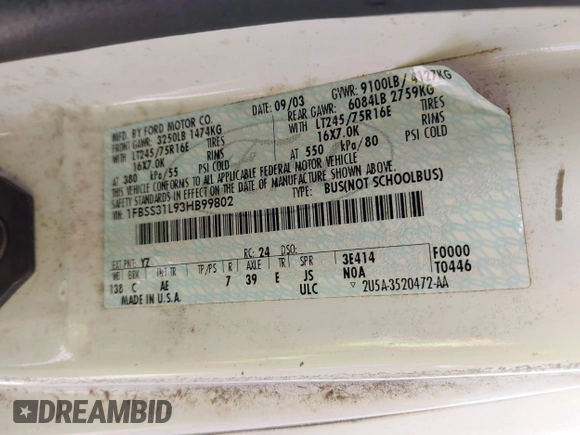 MFD. BY FORD MOTOR CO.
DATE: 09/03
GVWR: 9100LB / 4127KG
FRONT GAWR: 3250LB 1474KG
REAR GAWR: 6084LB 2759KG
LT245/75R16E TIRES
WITH LT245/75R16E TIRES
16X7.0K RIMS
16X7.0K RIMS
AT 380 kPa/55 PSI COLD
AT 550 kPa/80 PSI COLD
THIS VEHICLE CONFORMS TO ALL APPLICABLE FEDERAL MOTOR VEHICLE
SAFETY STANDARDS IN EFFECT ON THE DATE OF MANUFACTURE SHOWN ABOVE.
1FBSS31L93HB99802
TYPE: BUS(NOT SCHOOLBUS)
EXT PNT: YZ RC: 24 DSO:
WB BRK INT TR TP/PS R AXLE TR SPR 3E414 F0000
138 C AE 7 39 E JS N0A T0446
MADE IN U.S.A. ULC ▽ 2U5A-3520472-AA
DREAMBID